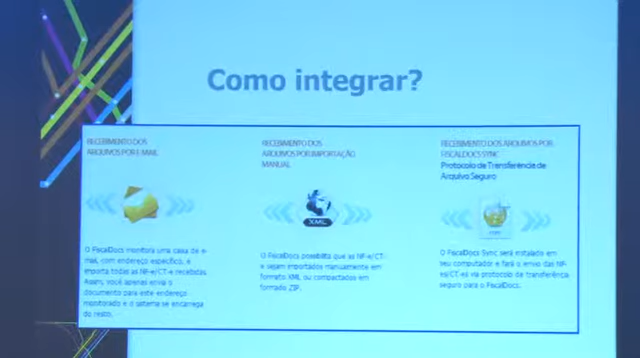 Como integrar?
RECEBIMENTO DOS
ARQUIVOS POR E-MAIL
O FiscalDocs monitora uma caixa de e-
mail, com endereço específico, e
importa todas as NF-e/CT-e recebidas.
Assim, você apenas envia o
documento para este endereço
monitorado e o sistema se encarrega
do resto.
RECEBIMENTO DOS
ARQUIVOS POR IMPORTAÇÃO
MANUAL
XML
O FiscalDocs possibilita que as NF-e/CT-
e sejam importados manualmente em
formato XML ou compactados em
formato ZIP.
RECEBIMENTO DOS ARQUIVOS POR
FISCALDOCS SYNC
Protocolo de Transferência de
Arquivo Seguro
O FiscalDocs Sync será instalado em
seu computador e fará o envio das NF-
es/CT-es via protocolo de transferência
seguro para o FiscalDocs.